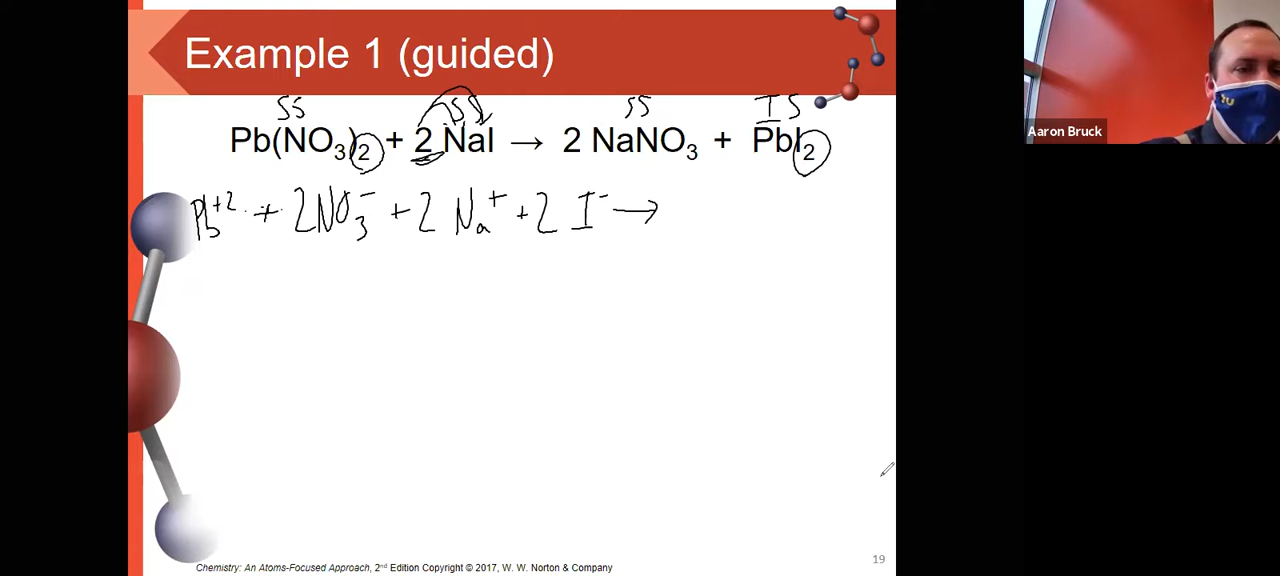 Example 1 (guided)
SS SS SS IS
Pb(NO₃)₂ + 2 NaI → 2 NaNO₃ + PbI₂
Pb⁺² + 2NO₃⁻ + 2 Na⁺ + 2 I⁻ →
Aaron Bruck
19
Chemistry: An Atoms-Focused Approach, 2nd Edition Copyright © 2017, W. W. Norton & Company